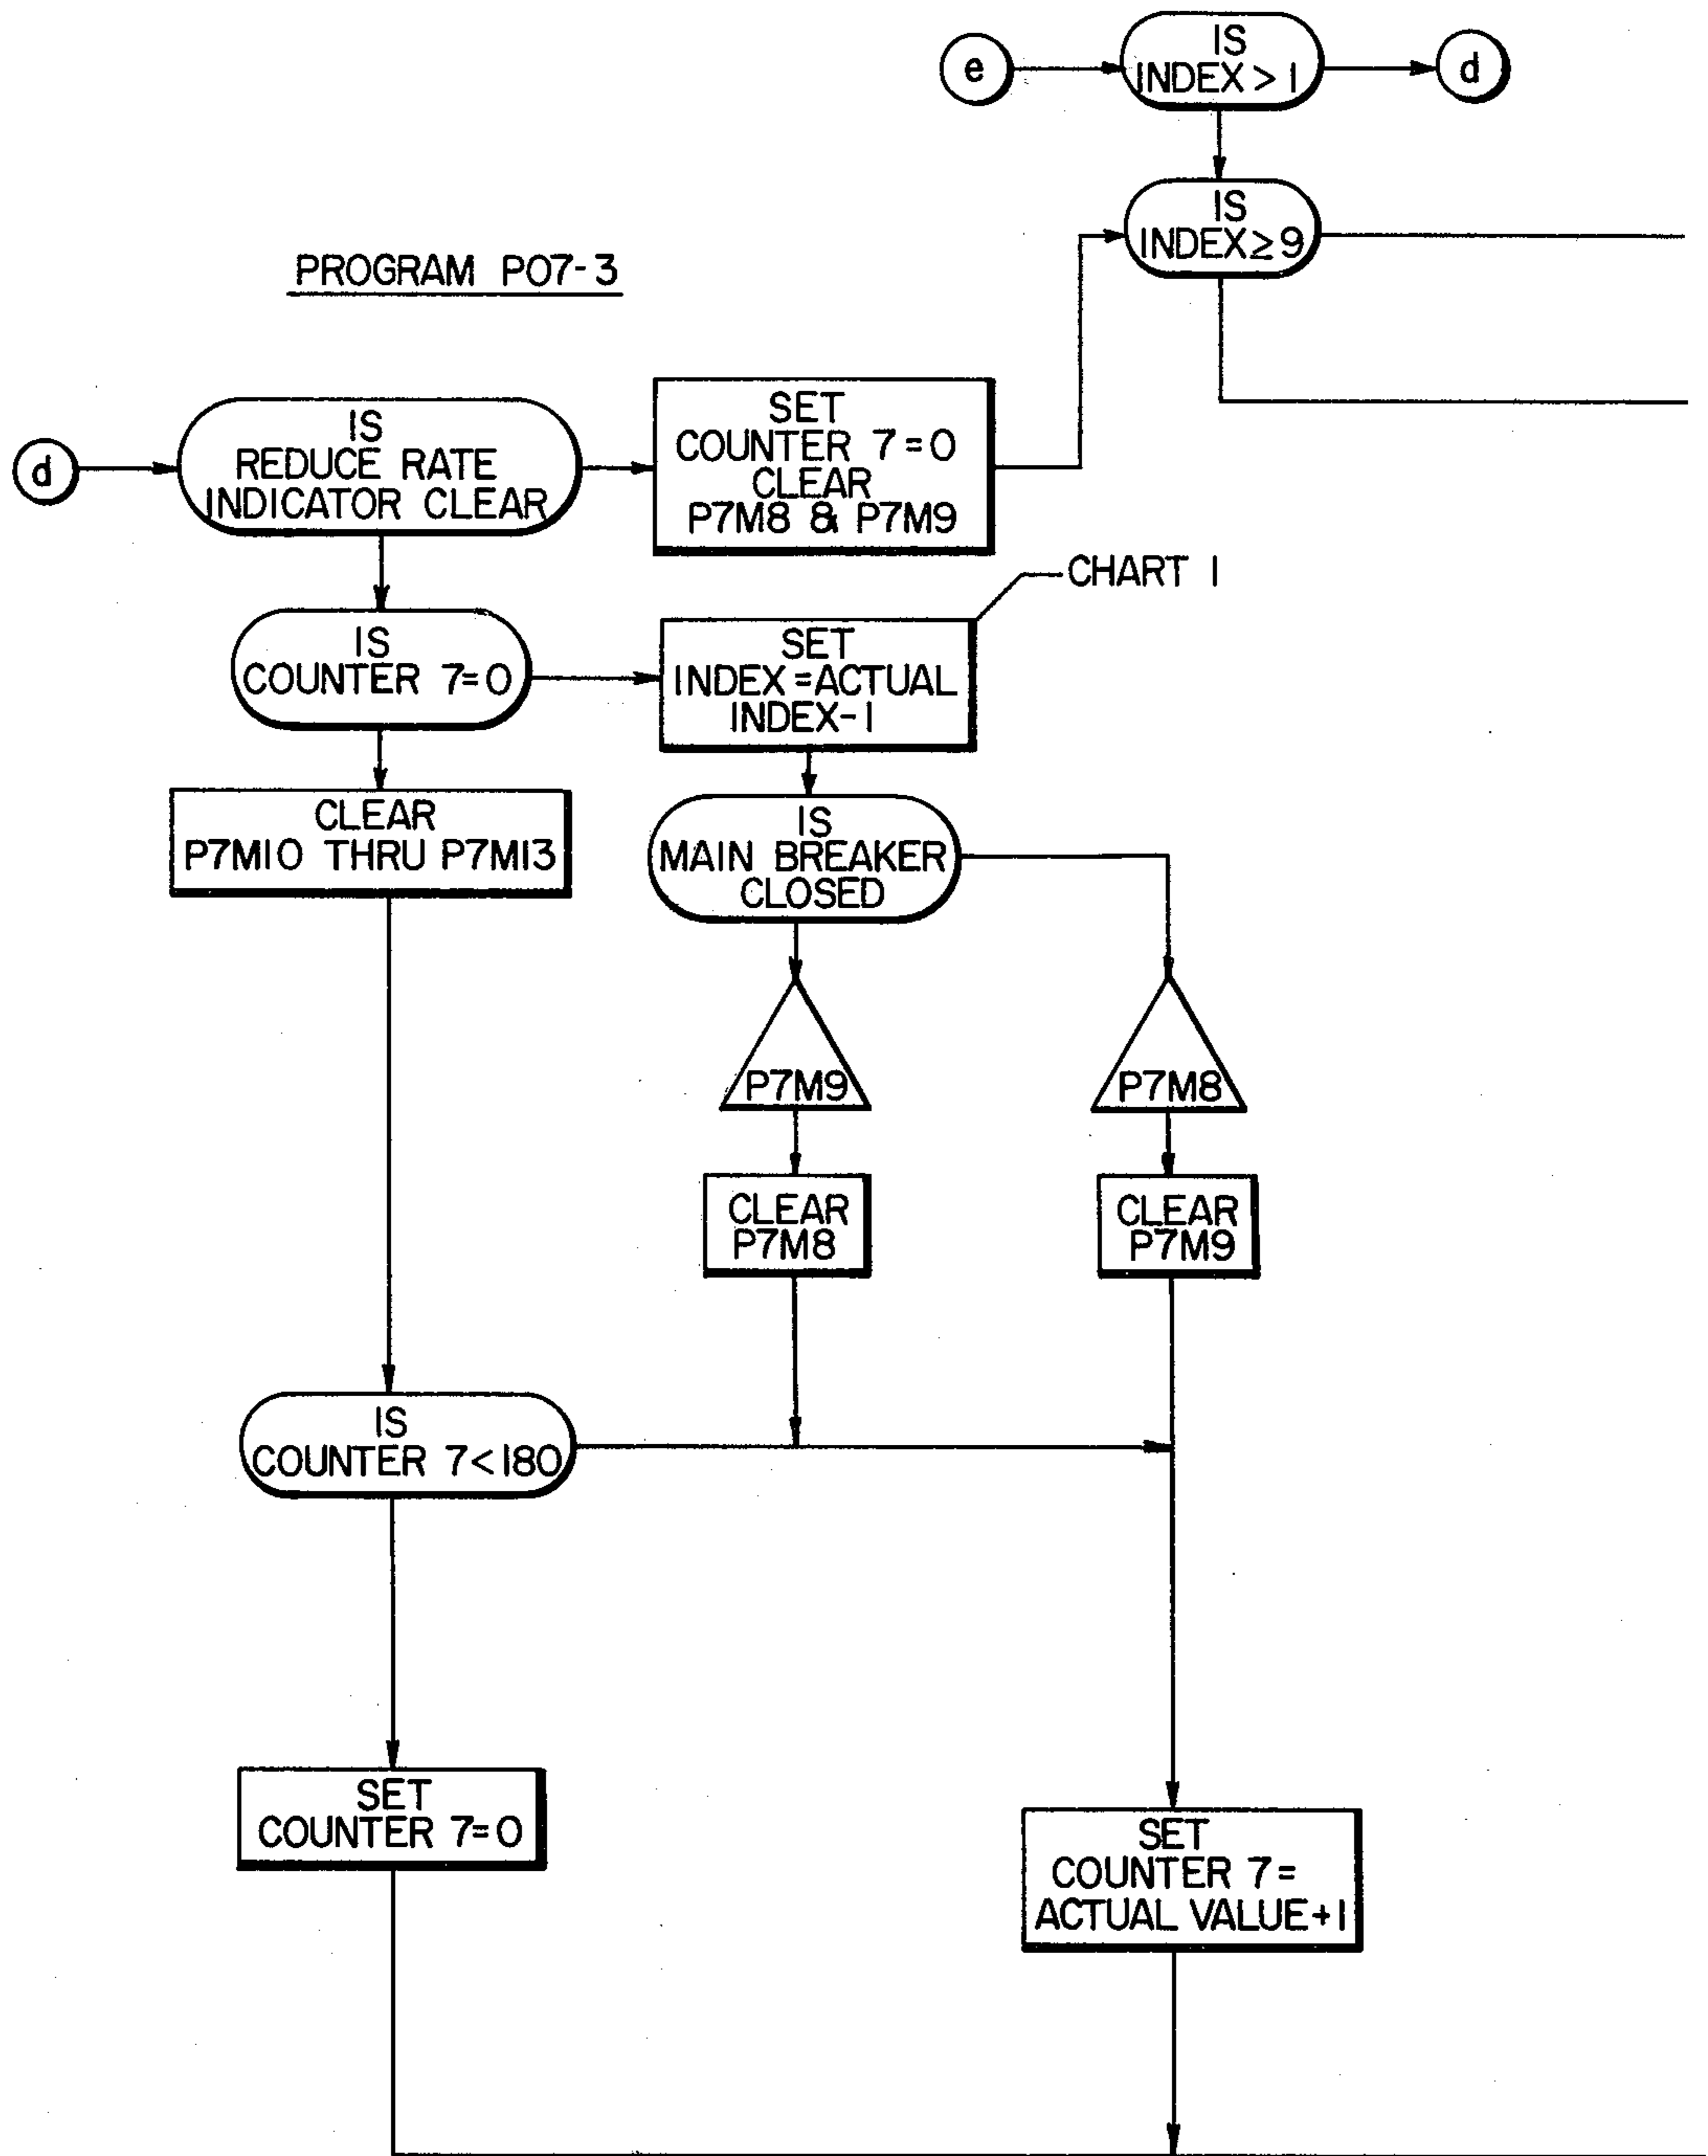 e
IS
INDEX > 1
d
IS
INDEX ≥ 9
PROGRAM P07-3
d
IS
REDUCE RATE
INDICATOR CLEAR
SET
COUNTER 7=0
CLEAR
P7M8 & P7M9
CHART 1
IS
COUNTER 7=0
SET
INDEX=ACTUAL
INDEX-1
CLEAR
P7M10 THRU P7M13
IS
MAIN BREAKER
CLOSED
P7M9
P7M8
CLEAR
P7M8
CLEAR
P7M9
IS
COUNTER 7<180
SET
COUNTER 7=0
SET
COUNTER 7=
ACTUAL VALUE+1